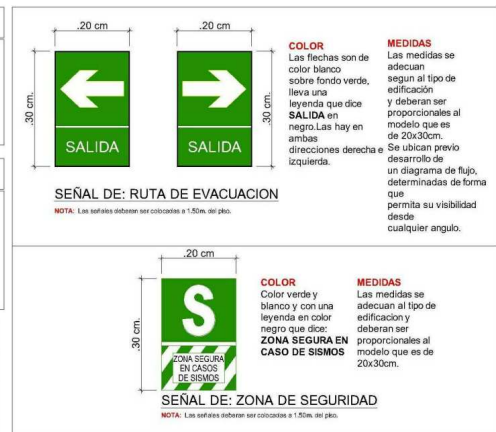 .20 cm
.20 cm
.30 cm.
.30 cm.
SALIDA
SALIDA
SEÑAL DE: RUTA DE EVACUACION
NOTA: Las señales deberan ser colocadas a 1.50m. del piso.
COLOR
Las flechas son de
color blanco
sobre fondo verde,
lleva una
leyenda que dice
SALIDA en
negro.Las hay en
ambas
direcciones derecha e
izquierda.
MEDIDAS
Las medidas se
adecuan
segun al tipo de
edificación
y deberan ser
proporcionales al
modelo que es
de 20x30cm.
Se ubican previo
desarrollo de
un diagrama de flujo,
determinadas de forma
que
permita su visibilidad
desde
cualquier angulo.
.20 cm
.30 cm.
S
ZONA SEGURA
EN CASOS
DE SISMOS
SEÑAL DE: ZONA DE SEGURIDAD
NOTA: Las señales deberan ser colocadas a 1.50m. del piso.
COLOR
Color verde y
blanco y con una
leyenda en color
negro que dice:
ZONA SEGURA EN
CASO DE SISMOS
MEDIDAS
Las medidas se
adecuan al tipo de
edificacion y
deberan ser
proporcionales al
modelo que es de
20x30cm.